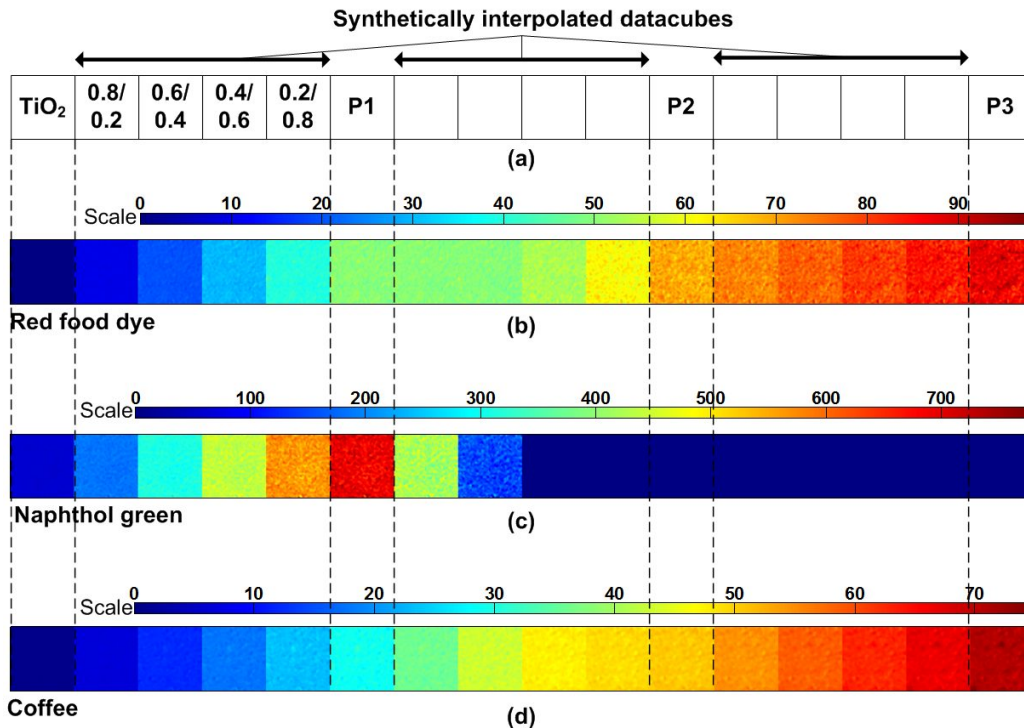 Synthetically interpolated datacubes
TiO₂ 0.8/ 0.6/ 0.4/ 0.2/ P1 P2 P3
0.2 0.4 0.6 0.8
(a)
0 10 20 30 40 50 60 70 80 90
Scale
Red food dye
(b)
0 100 200 300 400 500 600 700
Scale
Naphthol green
(c)
0 10 20 30 40 50 60 70
Scale
Coffee
(d)